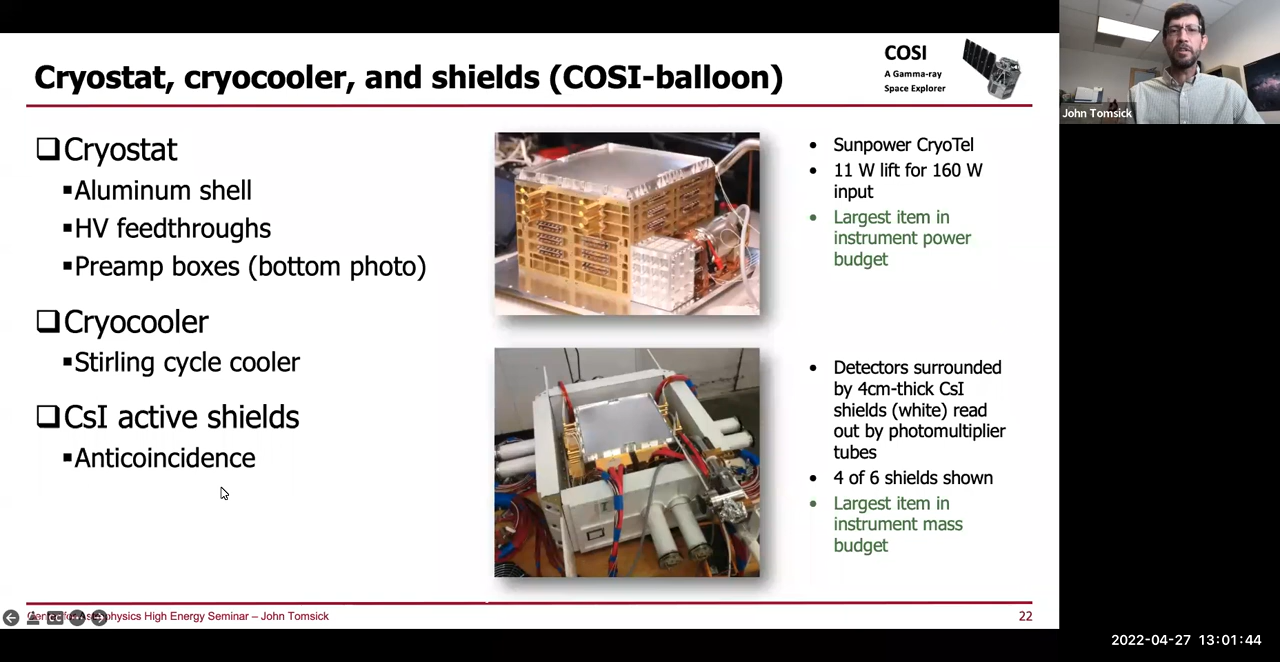 Cryostat, cryocooler, and shields (COSI-balloon)
COSI
A Gamma-ray
Space Explorer
John Tomsick
Cryostat
Aluminum shell
HV feedthroughs
Preamp boxes (bottom photo)
Cryocooler
Stirling cycle cooler
CsI active shields
Anticoincidence
Sunpower CryoTel
11 W lift for 160 W
input
Largest item in
instrument power
budget
Detectors surrounded
by 4cm-thick CsI
shields (white) read
out by photomultiplier
tubes
4 of 6 shields shown
Largest item in
instrument mass
budget
Astrophysics High Energy Seminar – John Tomsick
22
2022-04-27 13:01:44